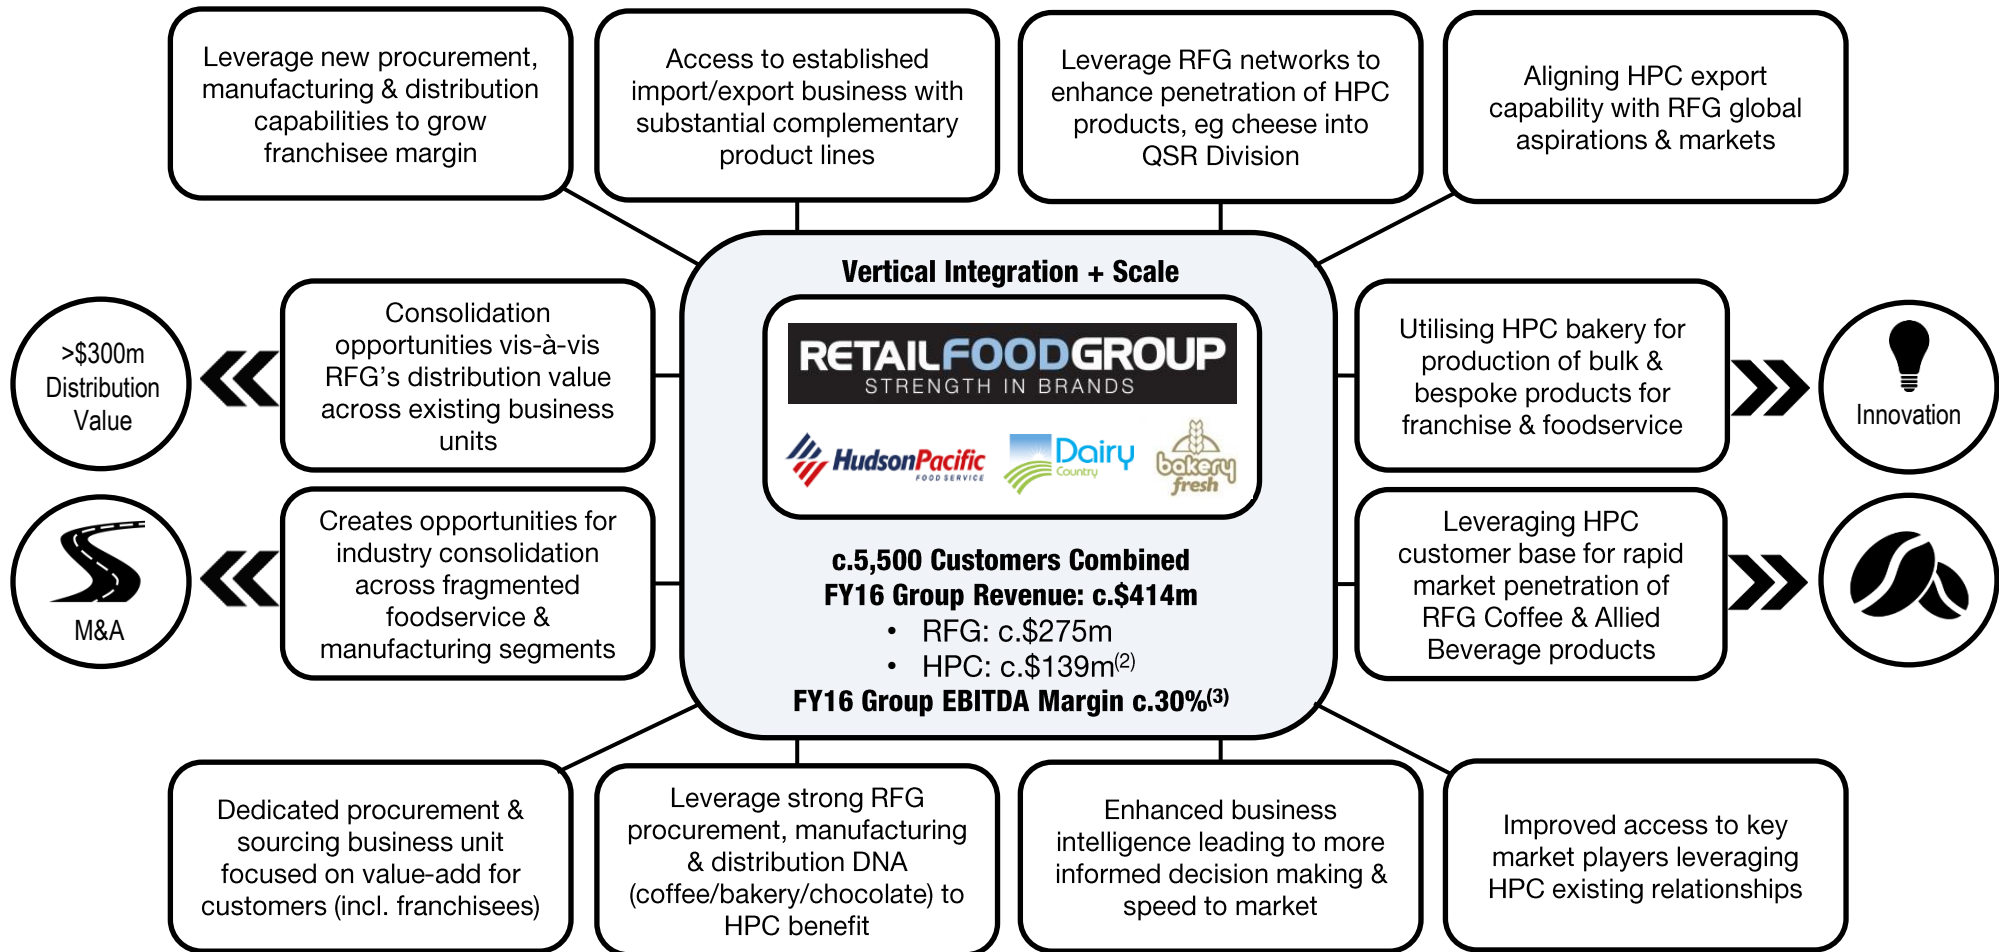 Leverage new procurement,
manufacturing & distribution
capabilities to grow
franchisee margin
Access to established
import/export business with
substantial complementary
product lines
Leverage RFG networks to
enhance penetration of HPC
products, eg cheese into
QSR Division
Aligning HPC export
capability with RFG global
aspirations & markets
>$300m
Distribution
Value
Consolidation
opportunities vis-à-vis
RFG’s distribution value
across existing business
units
M&A
Creates opportunities for
industry consolidation
across fragmented
foodservice &
manufacturing segments
Vertical Integration + Scale
RETAILFOODGROUP
STRENGTH IN BRANDS
HudsonPacific
FOOD SERVICE
Dairy
Country
bakery
fresh
c.5,500 Customers Combined
FY16 Group Revenue: c.$414m
• RFG: c.$275m
• HPC: c.$139m(2)
FY16 Group EBITDA Margin c.30%(3)
Utilising HPC bakery for
production of bulk &
bespoke products for
franchise & foodservice
Innovation
Leveraging HPC
customer base for rapid
market penetration of
RFG Coffee & Allied
Beverage products
Dedicated procurement &
sourcing business unit
focused on value-add for
customers (incl. franchisees)
Leverage strong RFG
procurement, manufacturing
& distribution DNA
(coffee/bakery/chocolate) to
HPC benefit
Enhanced business
intelligence leading to more
informed decision making &
speed to market
Improved access to key
market players leveraging
HPC existing relationships